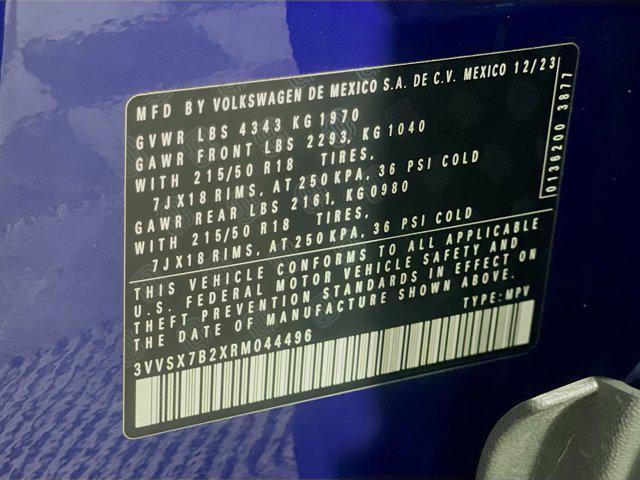 MFD BY VOLKSWAGEN DE MEXICO S.A. DE C.V. MEXICO 12/23
GVWR LBS 4343 KG 1970
GAWR FRONT LBS 2293, KG 1040
WITH 215/50 R18 TIRES,
7JX18 RIMS, AT 250 KPA, 36 PSI COLD
GAWR REAR LBS 2161, KG 0980
WITH 215/50 R18 TIRES,
7JX18 RIMS, AT 250 KPA, 36 PSI COLD
0136200 3877
THIS VEHICLE CONFORMS TO ALL APPLICABLE
U.S. FEDERAL MOTOR VEHICLE SAFETY AND
THEFT PREVENTION STANDARDS IN EFFECT ON
THE DATE OF MANUFACTURE SHOWN ABOVE.
3VVSX7B2XRM044496 TYPE: MPV